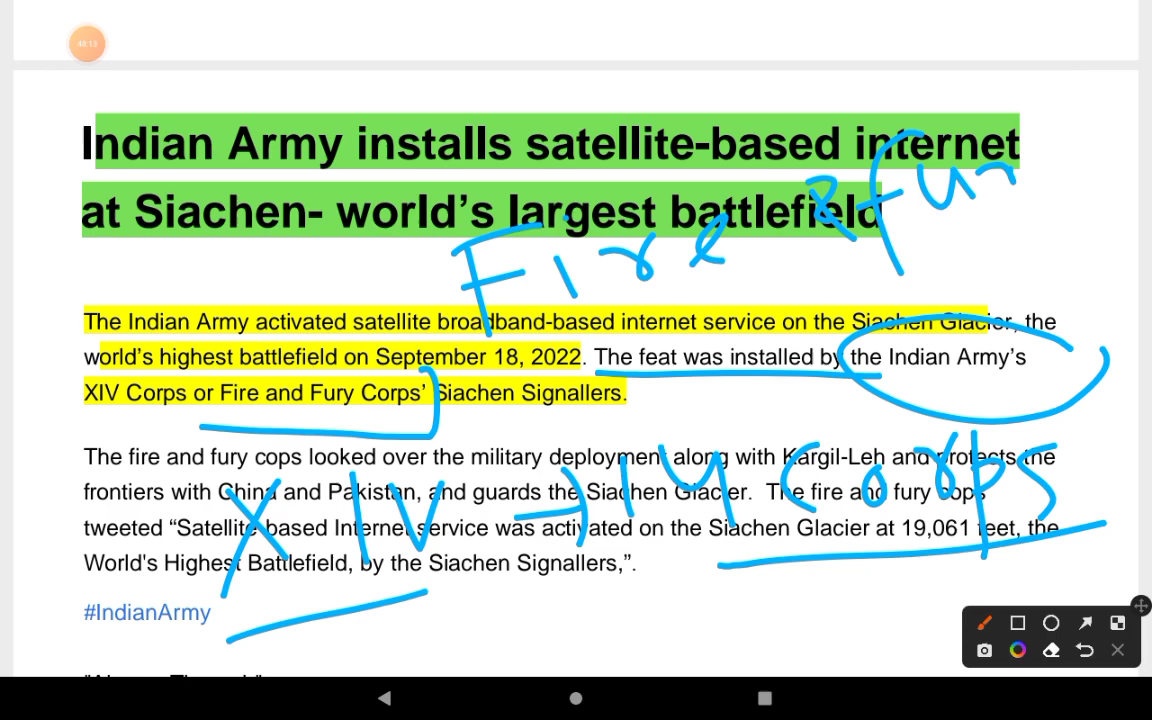 48:13
Indian Army installs satellite-based internet
at Siachen- world’s largest battlefield
Fire & fur
The Indian Army activated satellite broadband-based internet service on the Siachen Glacier, the
world’s highest battlefield on September 18, 2022. The feat was installed by the Indian Army’s
XIV Corps or Fire and Fury Corps’ Siachen Signallers.
The fire and fury cops looked over the military deployment along with Kargil-Leh and protects the
frontiers with China and Pakistan, and guards the Siachen Glacier. The fire and fury cops
XIV → 14 Corps
tweeted “Satellite based Internet service was activated on the Siachen Glacier at 19,061 feet, the
World's Highest Battlefield, by the Siachen Signallers,”.
#IndianArmy